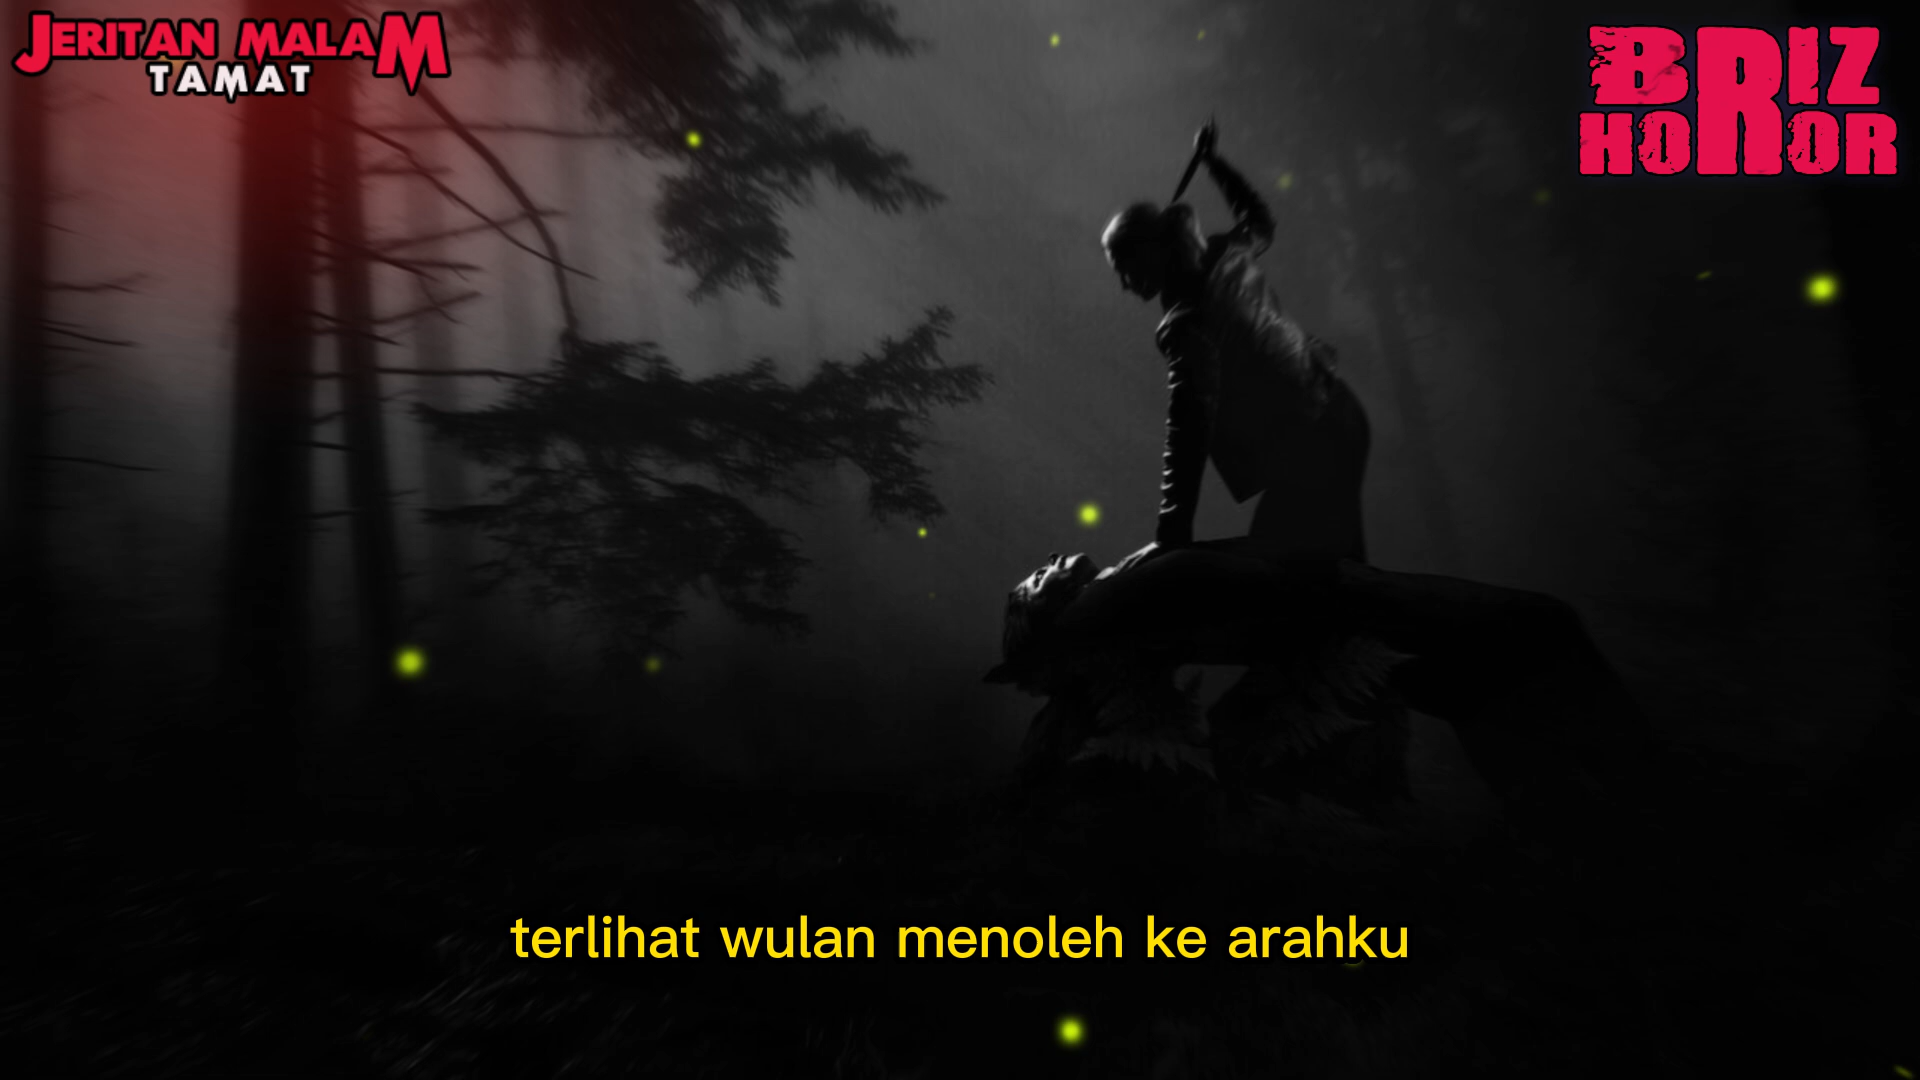 JERITAN MALAM
TAMAT
BRIZ
HOROR
terlihat wulan menoleh ke arahku